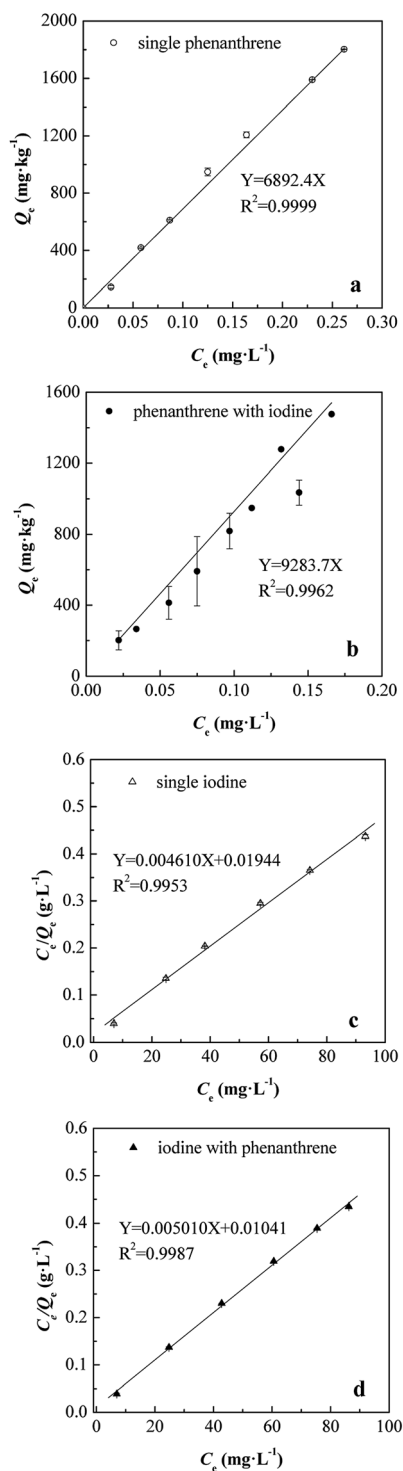 1800
1500
1200
800
400
0
0.00 0.05 0.10 0.15 0.20 0.25 0.30
single phenanthrene
Y=6892.4X
R²=0.9999
a
Qe (mg·kg⁻¹)
Ce (mg·L⁻¹)
1600
1200
800
400
0
0.00 0.05 0.10 0.15 0.20
phenanthrene with iodine
Y=9283.7X
R²=0.9962
b
Qe (mg·kg⁻¹)
Ce (mg·L⁻¹)
0.6
0.5
0.4
0.3
0.2
0.1
0.0
0 20 40 60 80 100
single iodine
Y=0.004610X+0.01944
R²=0.9953
c
Ce/Qe (g·L⁻¹)
Ce (mg·L⁻¹)
0.6
0.5
0.4
0.3
0.2
0.1
0.0
0 20 40 60 80 100
iodine with phenanthrene
Y=0.005010X+0.01041
R²=0.9987
d
Ce/Qe (g·L⁻¹)
Ce (mg·L⁻¹)